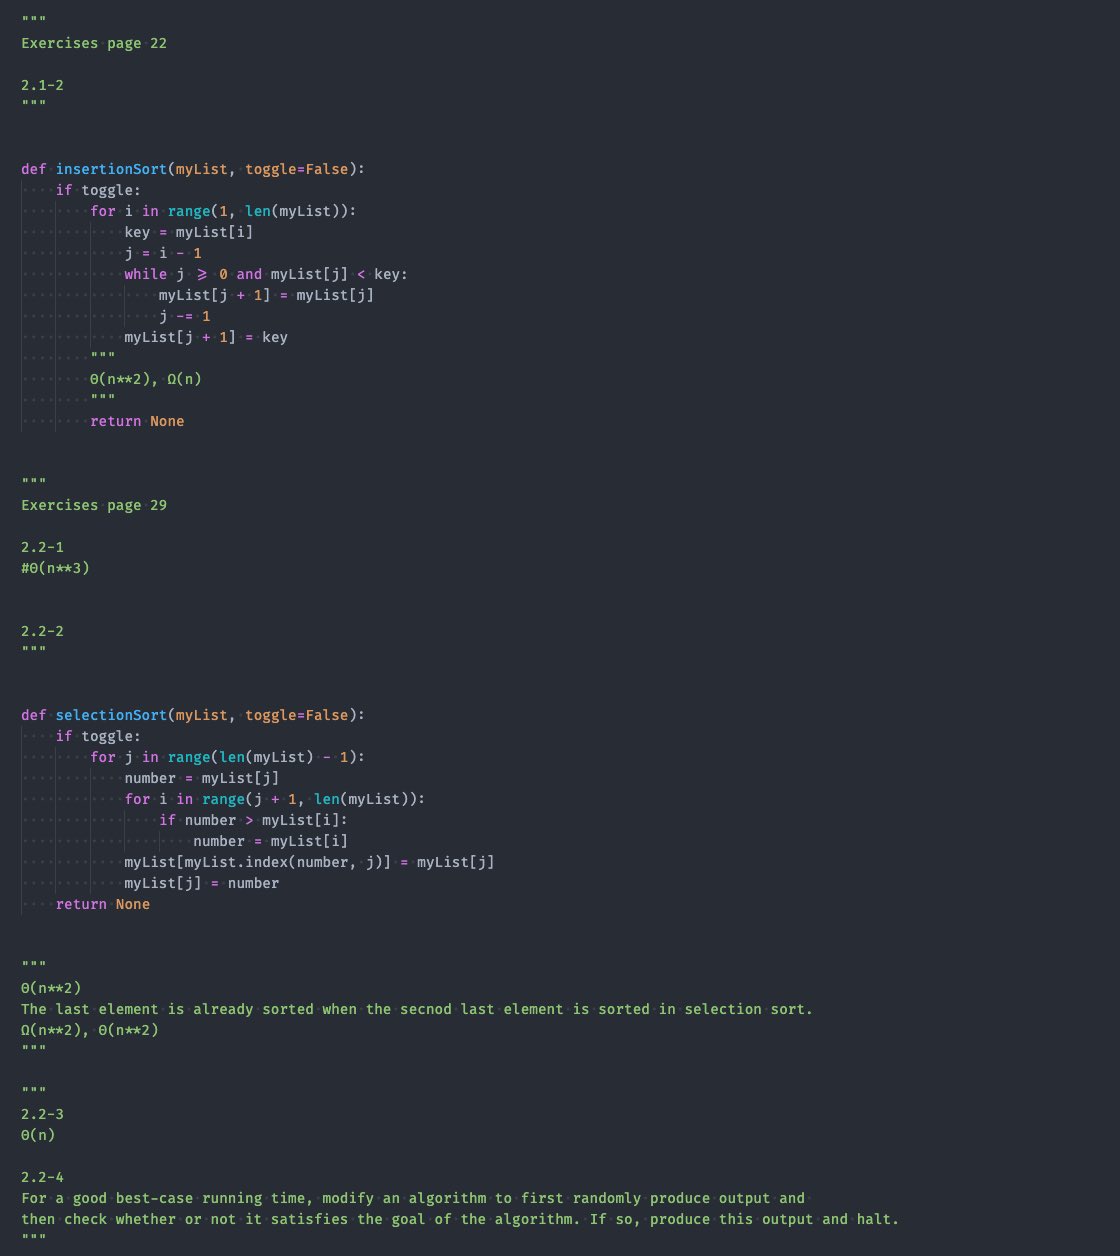 """
Exercises page 22

2.1-2
"""

def insertionSort(myList, toggle=False):
    if toggle:
        for i in range(1, len(myList)):
            key = myList[i]
            j = i - 1
            while j >= 0 and myList[j] < key:
                myList[j + 1] = myList[j]
                j -= 1
            myList[j + 1] = key
        """
        Θ(n**2), Ω(n)
        """
        return None

"""
Exercises page 29

2.2-1
#Θ(n**3)

2.2-2
"""

def selectionSort(myList, toggle=False):
    if toggle:
        for j in range(len(myList) - 1):
            number = myList[j]
            for i in range(j + 1, len(myList)):
                if number > myList[i]:
                    number = myList[i]
            myList[myList.index(number, j)] = myList[j]
            myList[j] = number
    return None

"""
Θ(n**2)
The last element is already sorted when the secnod last element is sorted in selection sort.
Ω(n**2), Θ(n**2)
"""

"""
2.2-3
Θ(n)

2.2-4
For a good best-case running time, modify an algorithm to first randomly produce output and
then check whether or not it satisfies the goal of the algorithm. If so, produce this output and halt.
"""